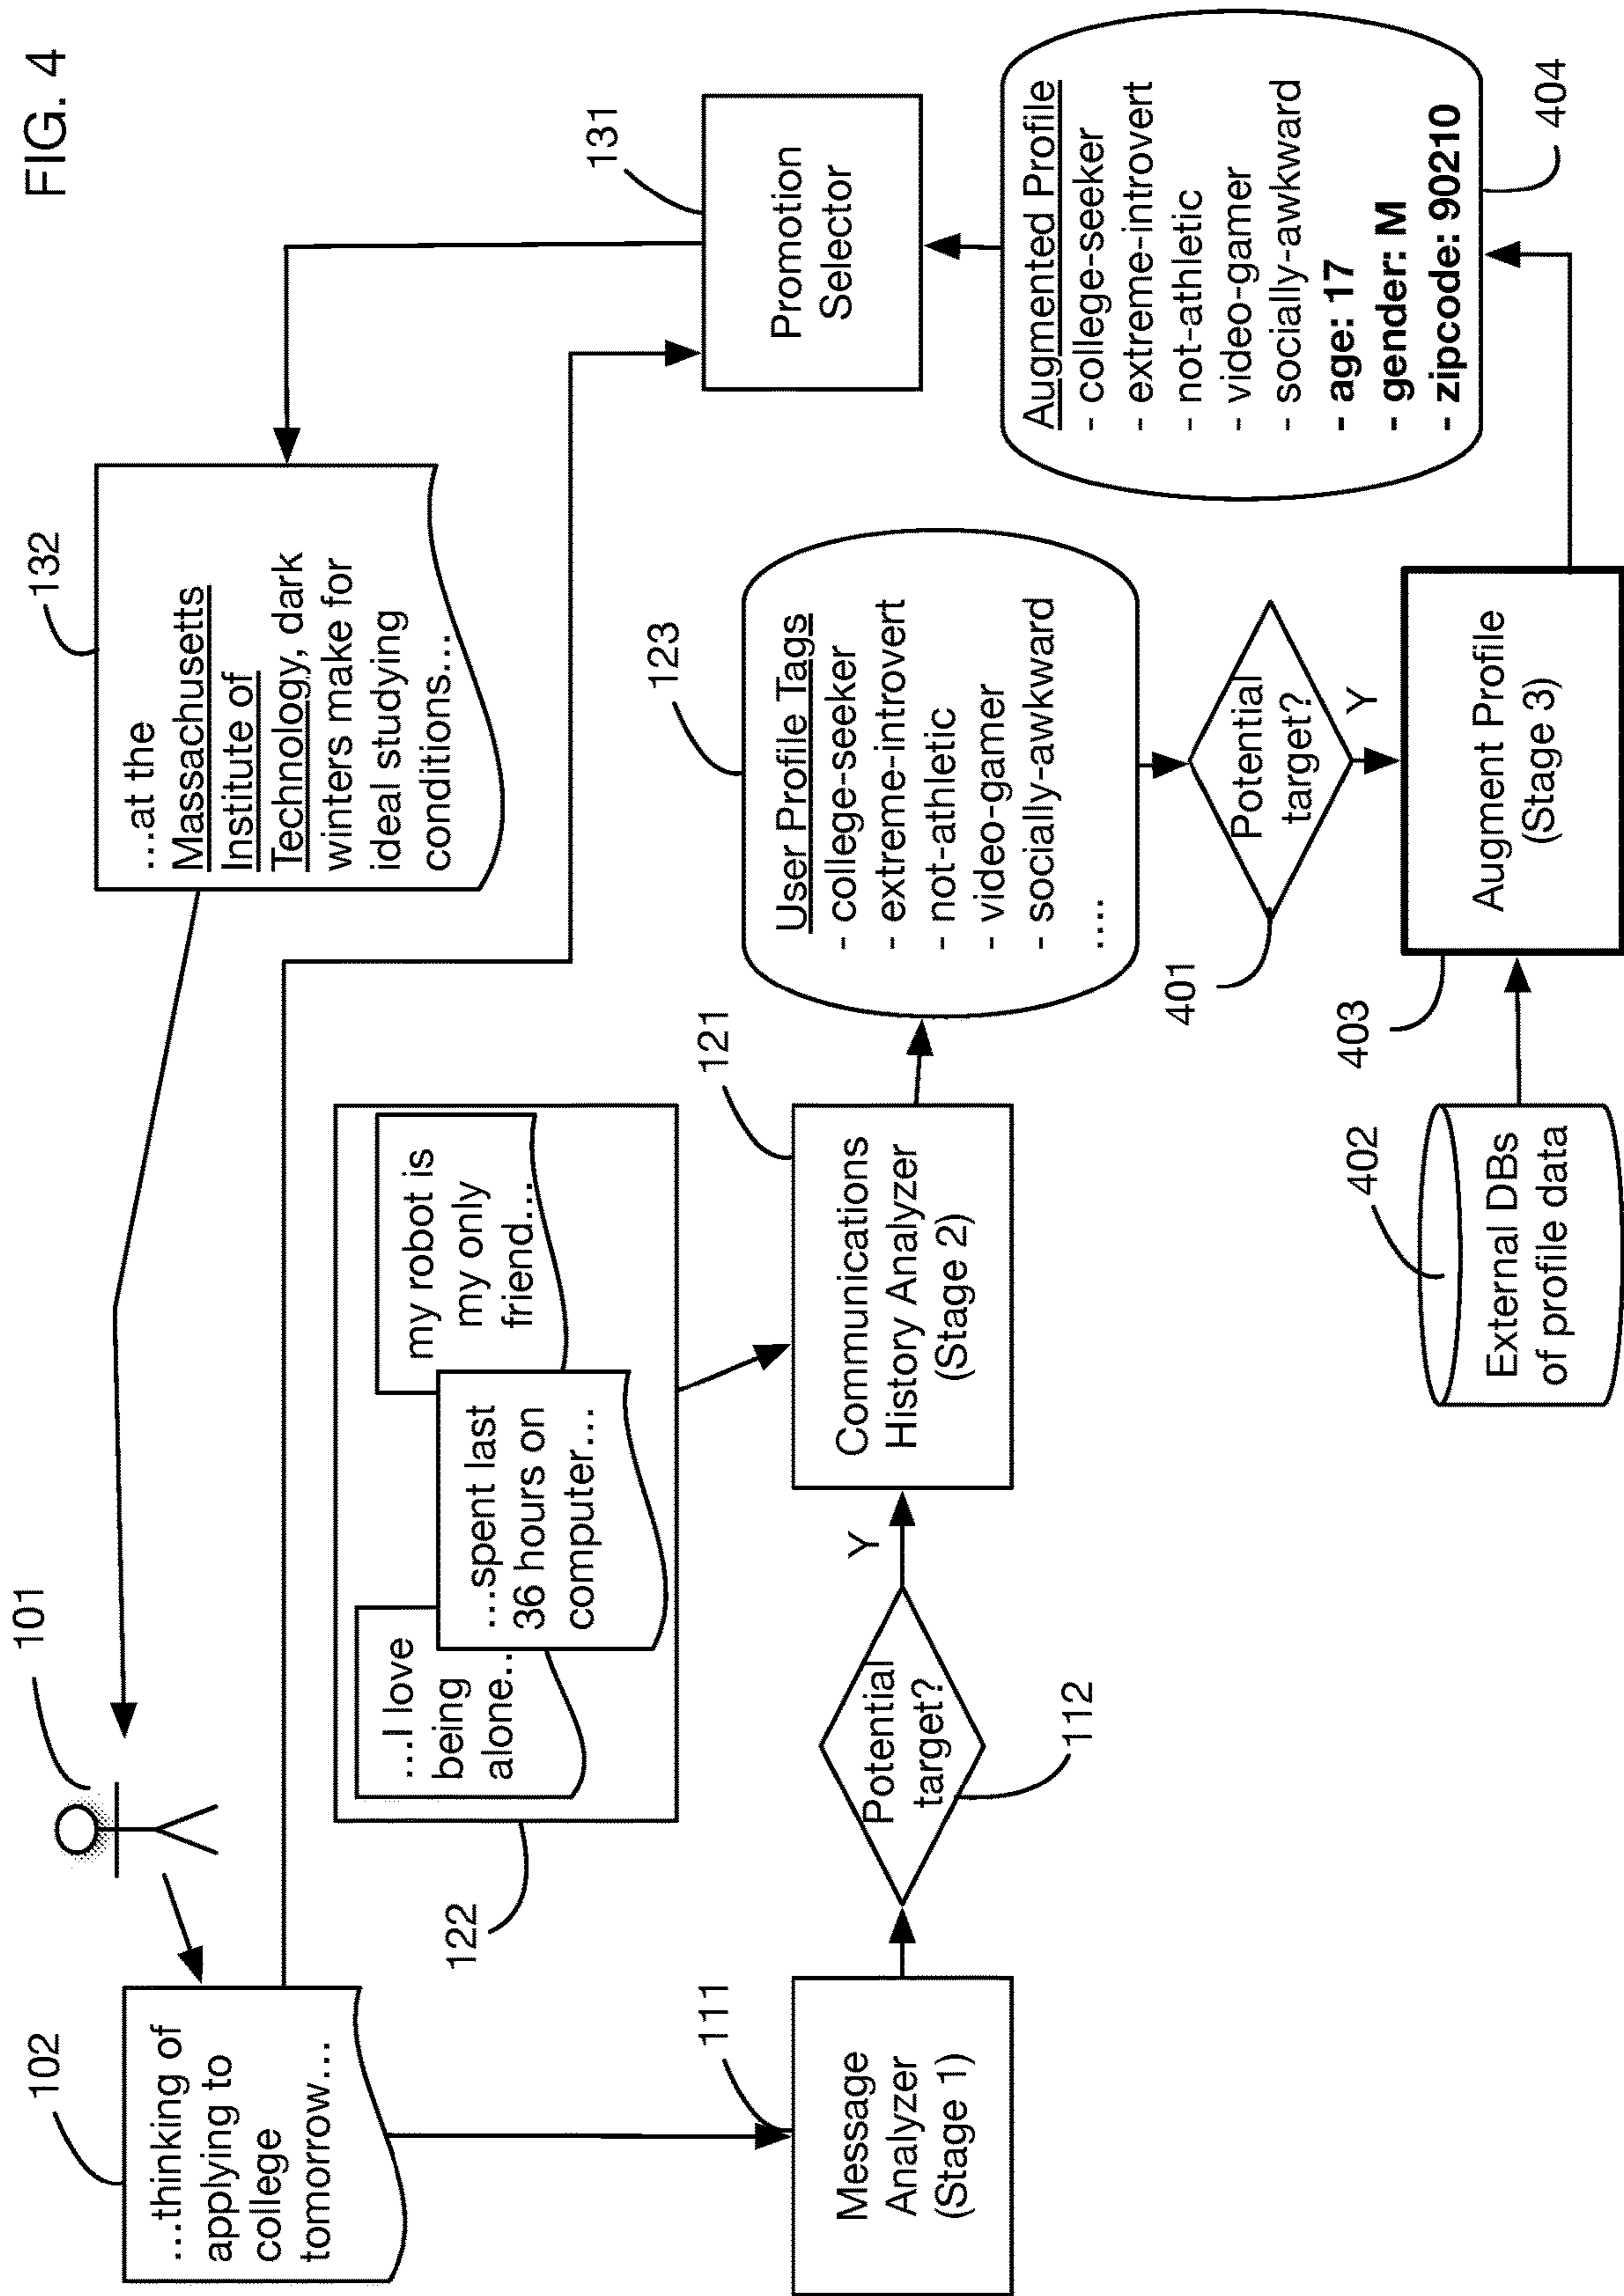 FIG. 4
101
102
...thinking of
applying to
college
tomorrow...
132
...at the
Massachusetts
Institute of
Technology, dark
winters make for
ideal studying
conditions...
122
...I love
being
alone...
...spent last
36 hours on
computer...
my robot is
my only
friend....
111
Message
Analyzer
(Stage 1)
Potential
target?
112
Y
121
Communications
History Analyzer
(Stage 2)
123
User Profile Tags
- college-seeker
- extreme-introvert
- not-athletic
- video-gamer
- socially-awkward
....
131
Promotion
Selector
401
Potential
target?
Y
402
External DBs
of profile data
403
Augment Profile
(Stage 3)
Augmented Profile
- college-seeker
- extreme-introvert
- not-athletic
- video-gamer
- socially-awkward
- age: 17
- gender: M
- zipcode: 90210
404